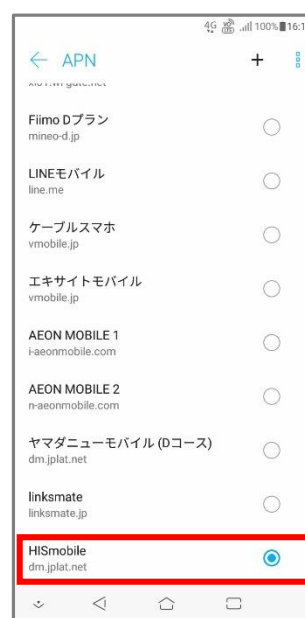 4G 100% 16:1
APN
Fiimo Dプラン
mineo-d.jp
LINEモバイル
line.me
ケーブルスマホ
vmobile.jp
エキサイトモバイル
vmobile.jp
AEON MOBILE 1
i-aeonmobile.com
AEON MOBILE 2
n-aeonmobile.com
ヤマダニューモバイル (Dコース)
dm.jplat.net
linksmate
linksmate.jp
HISmobile
dm.jplat.net